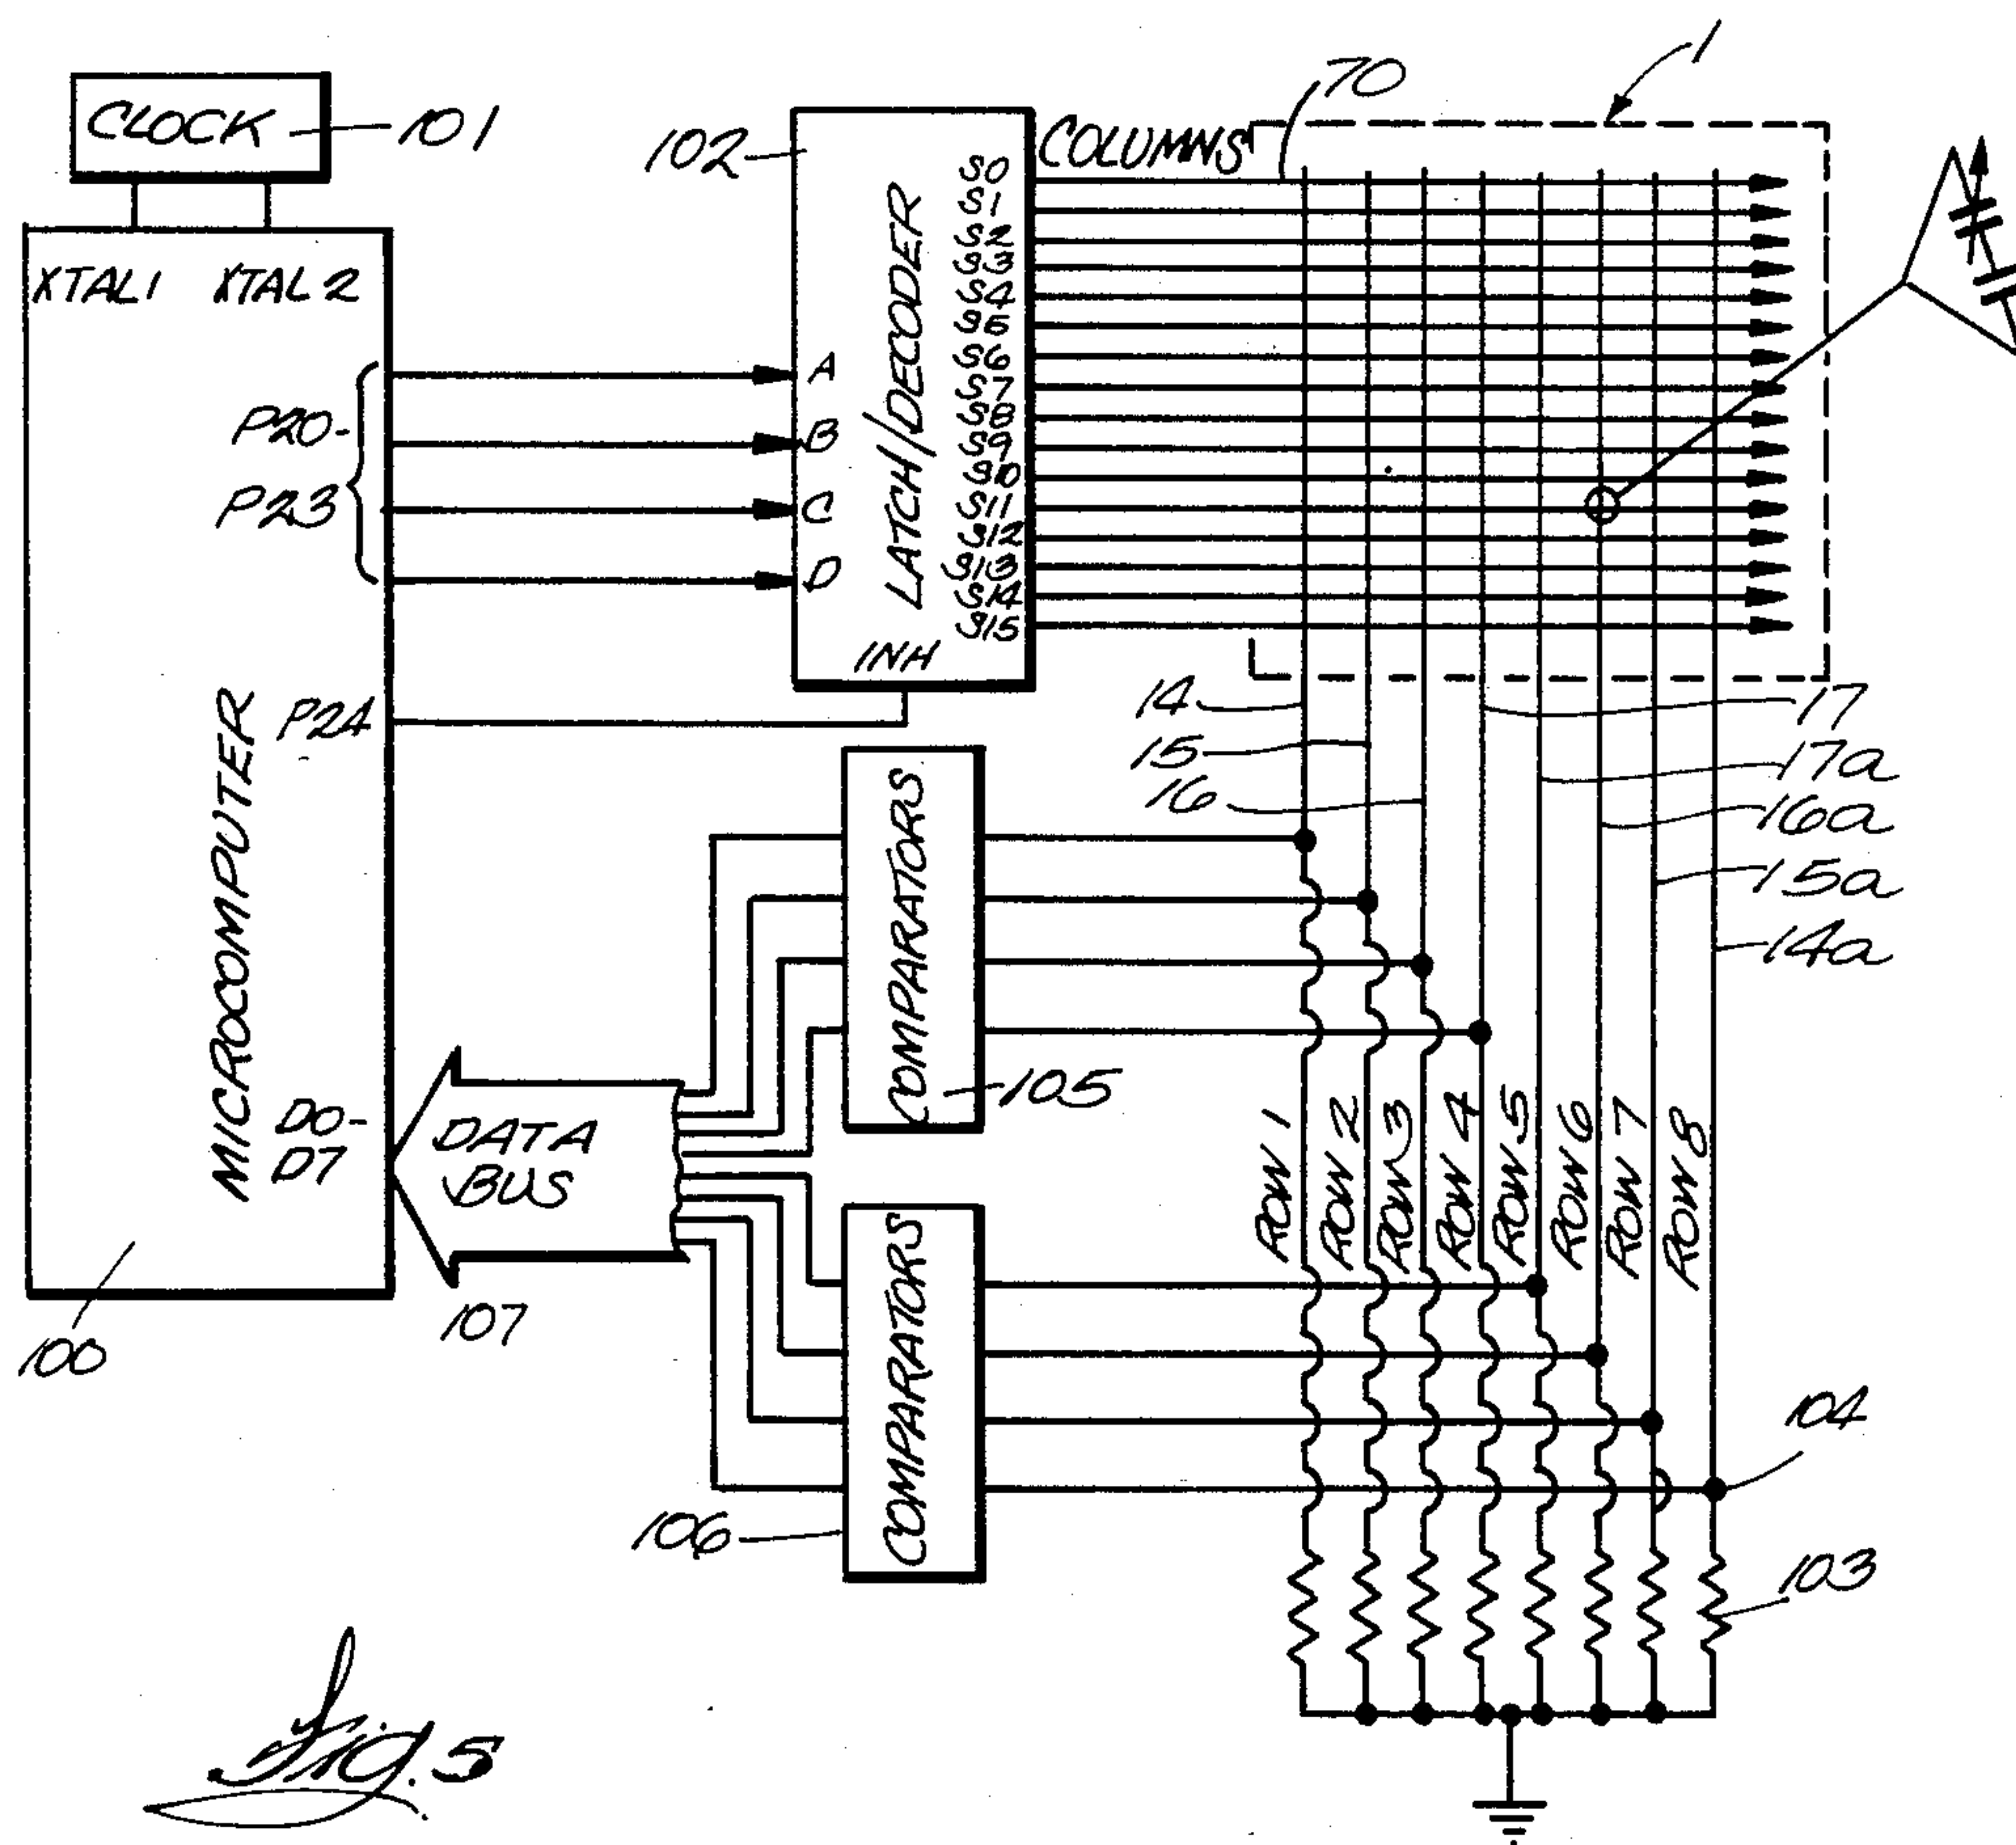 1
70
CLOCK
101
102
COLUMNS
XTAL1 XTAL2
LATCH/DECODER
S0
S1
S2
S3
S4
S5
S6
S7
S8
S9
S10
S11
S12
S13
S14
S15
P20-
P23
A
B
C
D
INH
P24
MICROCOMPUTER
14
15
16
17
17a
16a
15a
14a
COMPARATORS
105
D0-
D7
DATA
BUS
107
100
ROW 1
ROW 2
ROW 3
ROW 4
ROW 5
ROW 6
ROW 7
ROW 8
COMPARATORS
106
104
103
Fig. 5